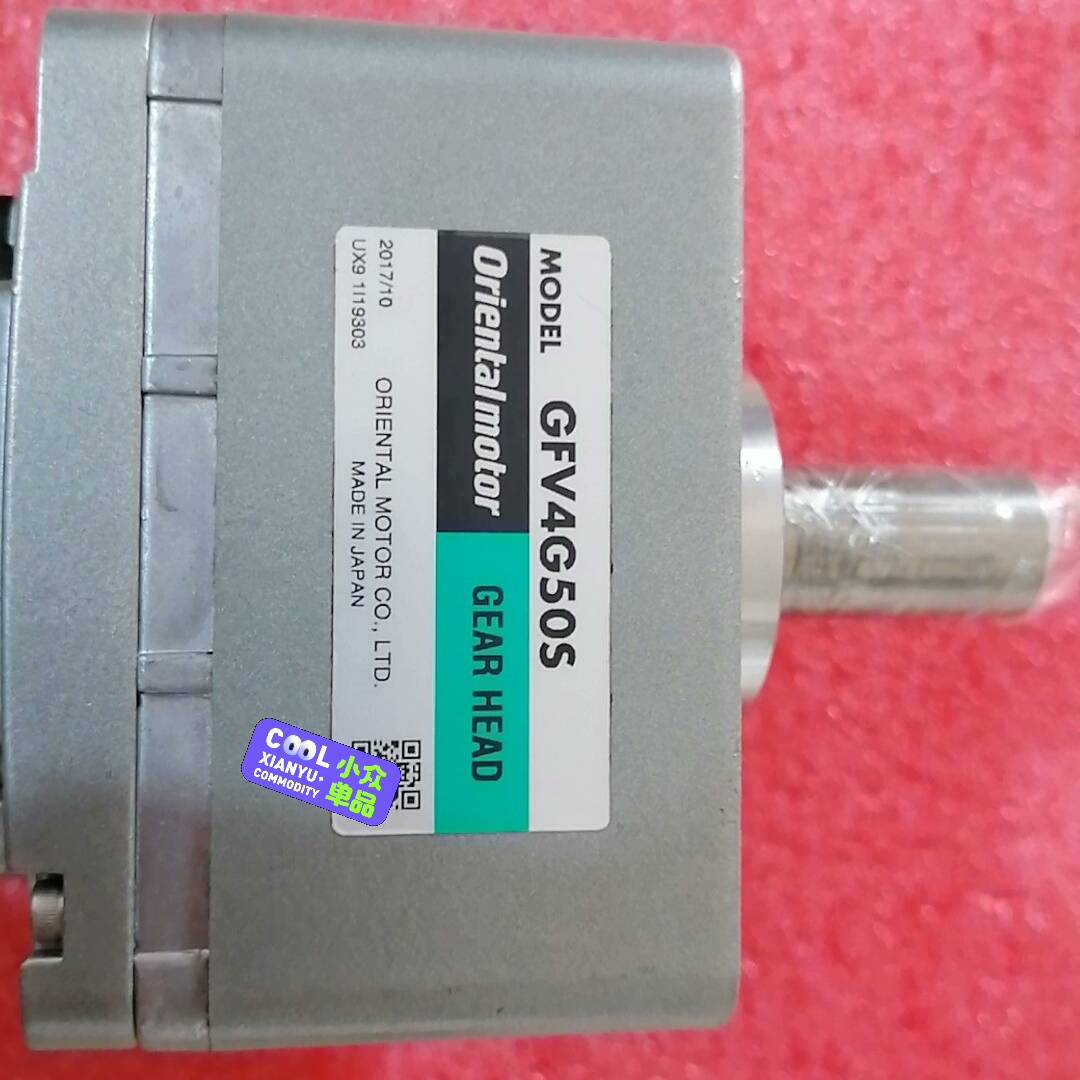 MODEL GFV4G50S
Orientalmotor GEAR HEAD
2017/10 ORIENTAL MOTOR CO., LTD.
UX9 1I19303 MADE IN JAPAN
COOL
XIANYU·
COMMODITY
小众
单品